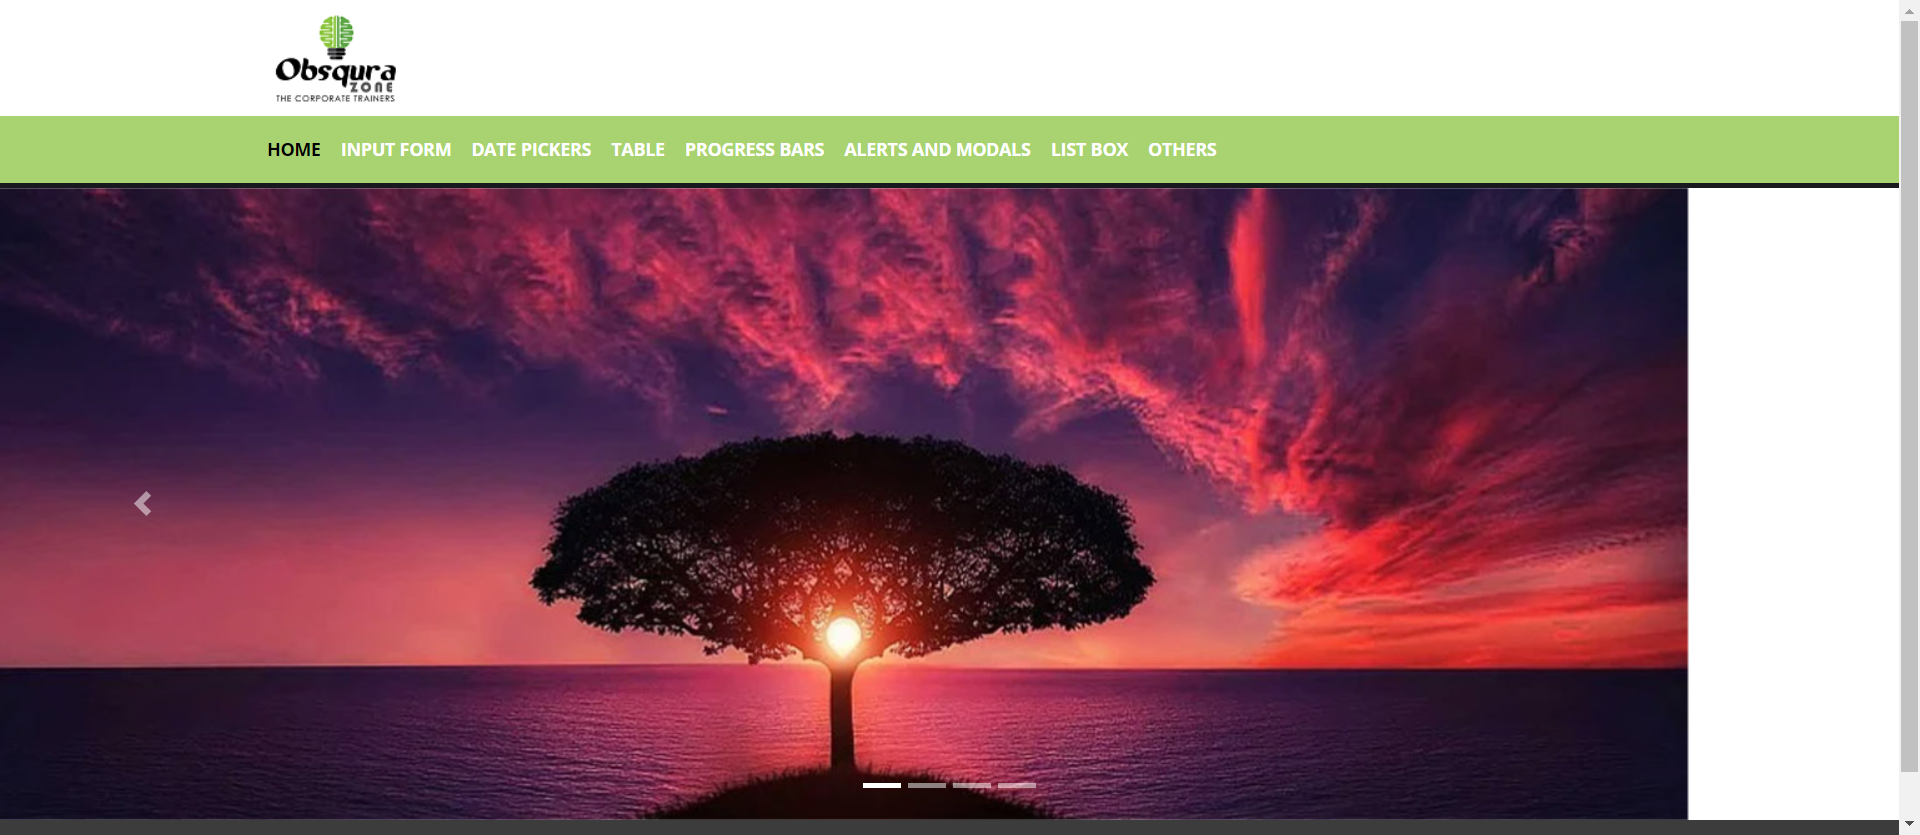 Obsqura
ZONE
THE CORPORATE TRAINERS
HOME INPUT FORM DATE PICKERS TABLE PROGRESS BARS ALERTS AND MODALS LIST BOX OTHERS